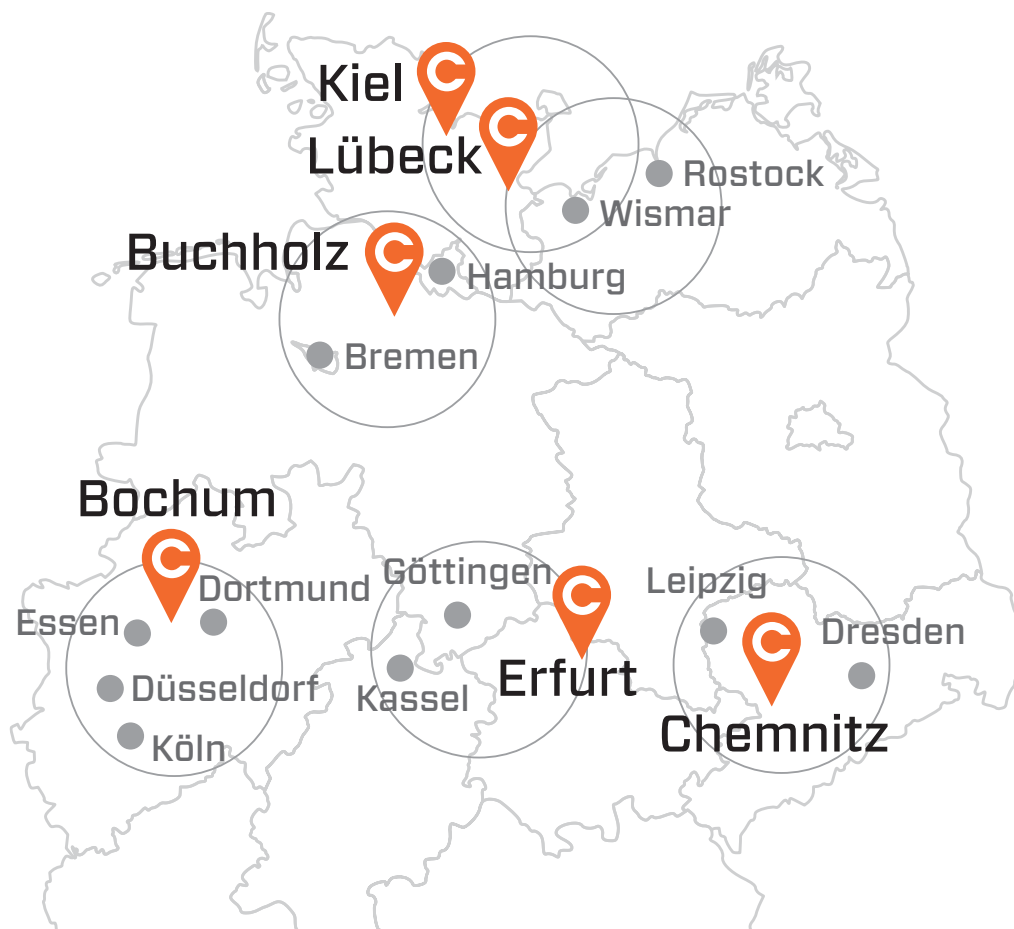 Kiel
Lübeck
Rostock
Wismar
Buchholz
Hamburg
Bremen
Bochum
Dortmund
Essen
Düsseldorf
Köln
Göttingen
Kassel
Erfurt
Leipzig
Dresden
Chemnitz
C
C
C
C
C
C